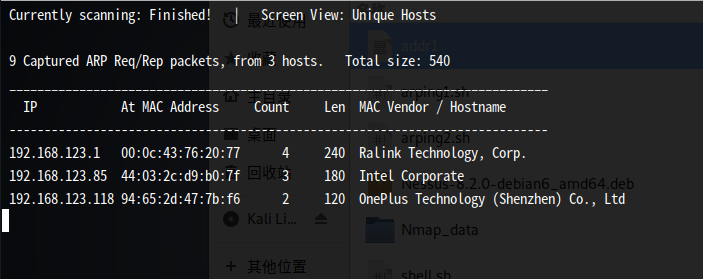 Currently scanning: Finished!   |   Screen View: Unique Hosts
最近使用
addr1
9 Captured ARP Req/Rep packets, from 3 hosts.   Total size: 540
arping1.sh
主目录
IP            At MAC Address     Count     Len  MAC Vendor / Hostname
桌面
arping2.sh
192.168.123.1   00:0c:43:76:20:77      4     240  Ralink Technology, Corp.
回收站
192.168.123.85  44:03:2c:d9:b0:7f      3     180  Intel Corporate
Nessus-8.2.0-debian6_amd64.deb
192.168.123.118 94:65:2d:47:7b:f6      2     120  OnePlus Technology (Shenzhen) Co., Ltd
Kali Li...
Nmap_data
其他位置
shell.sh